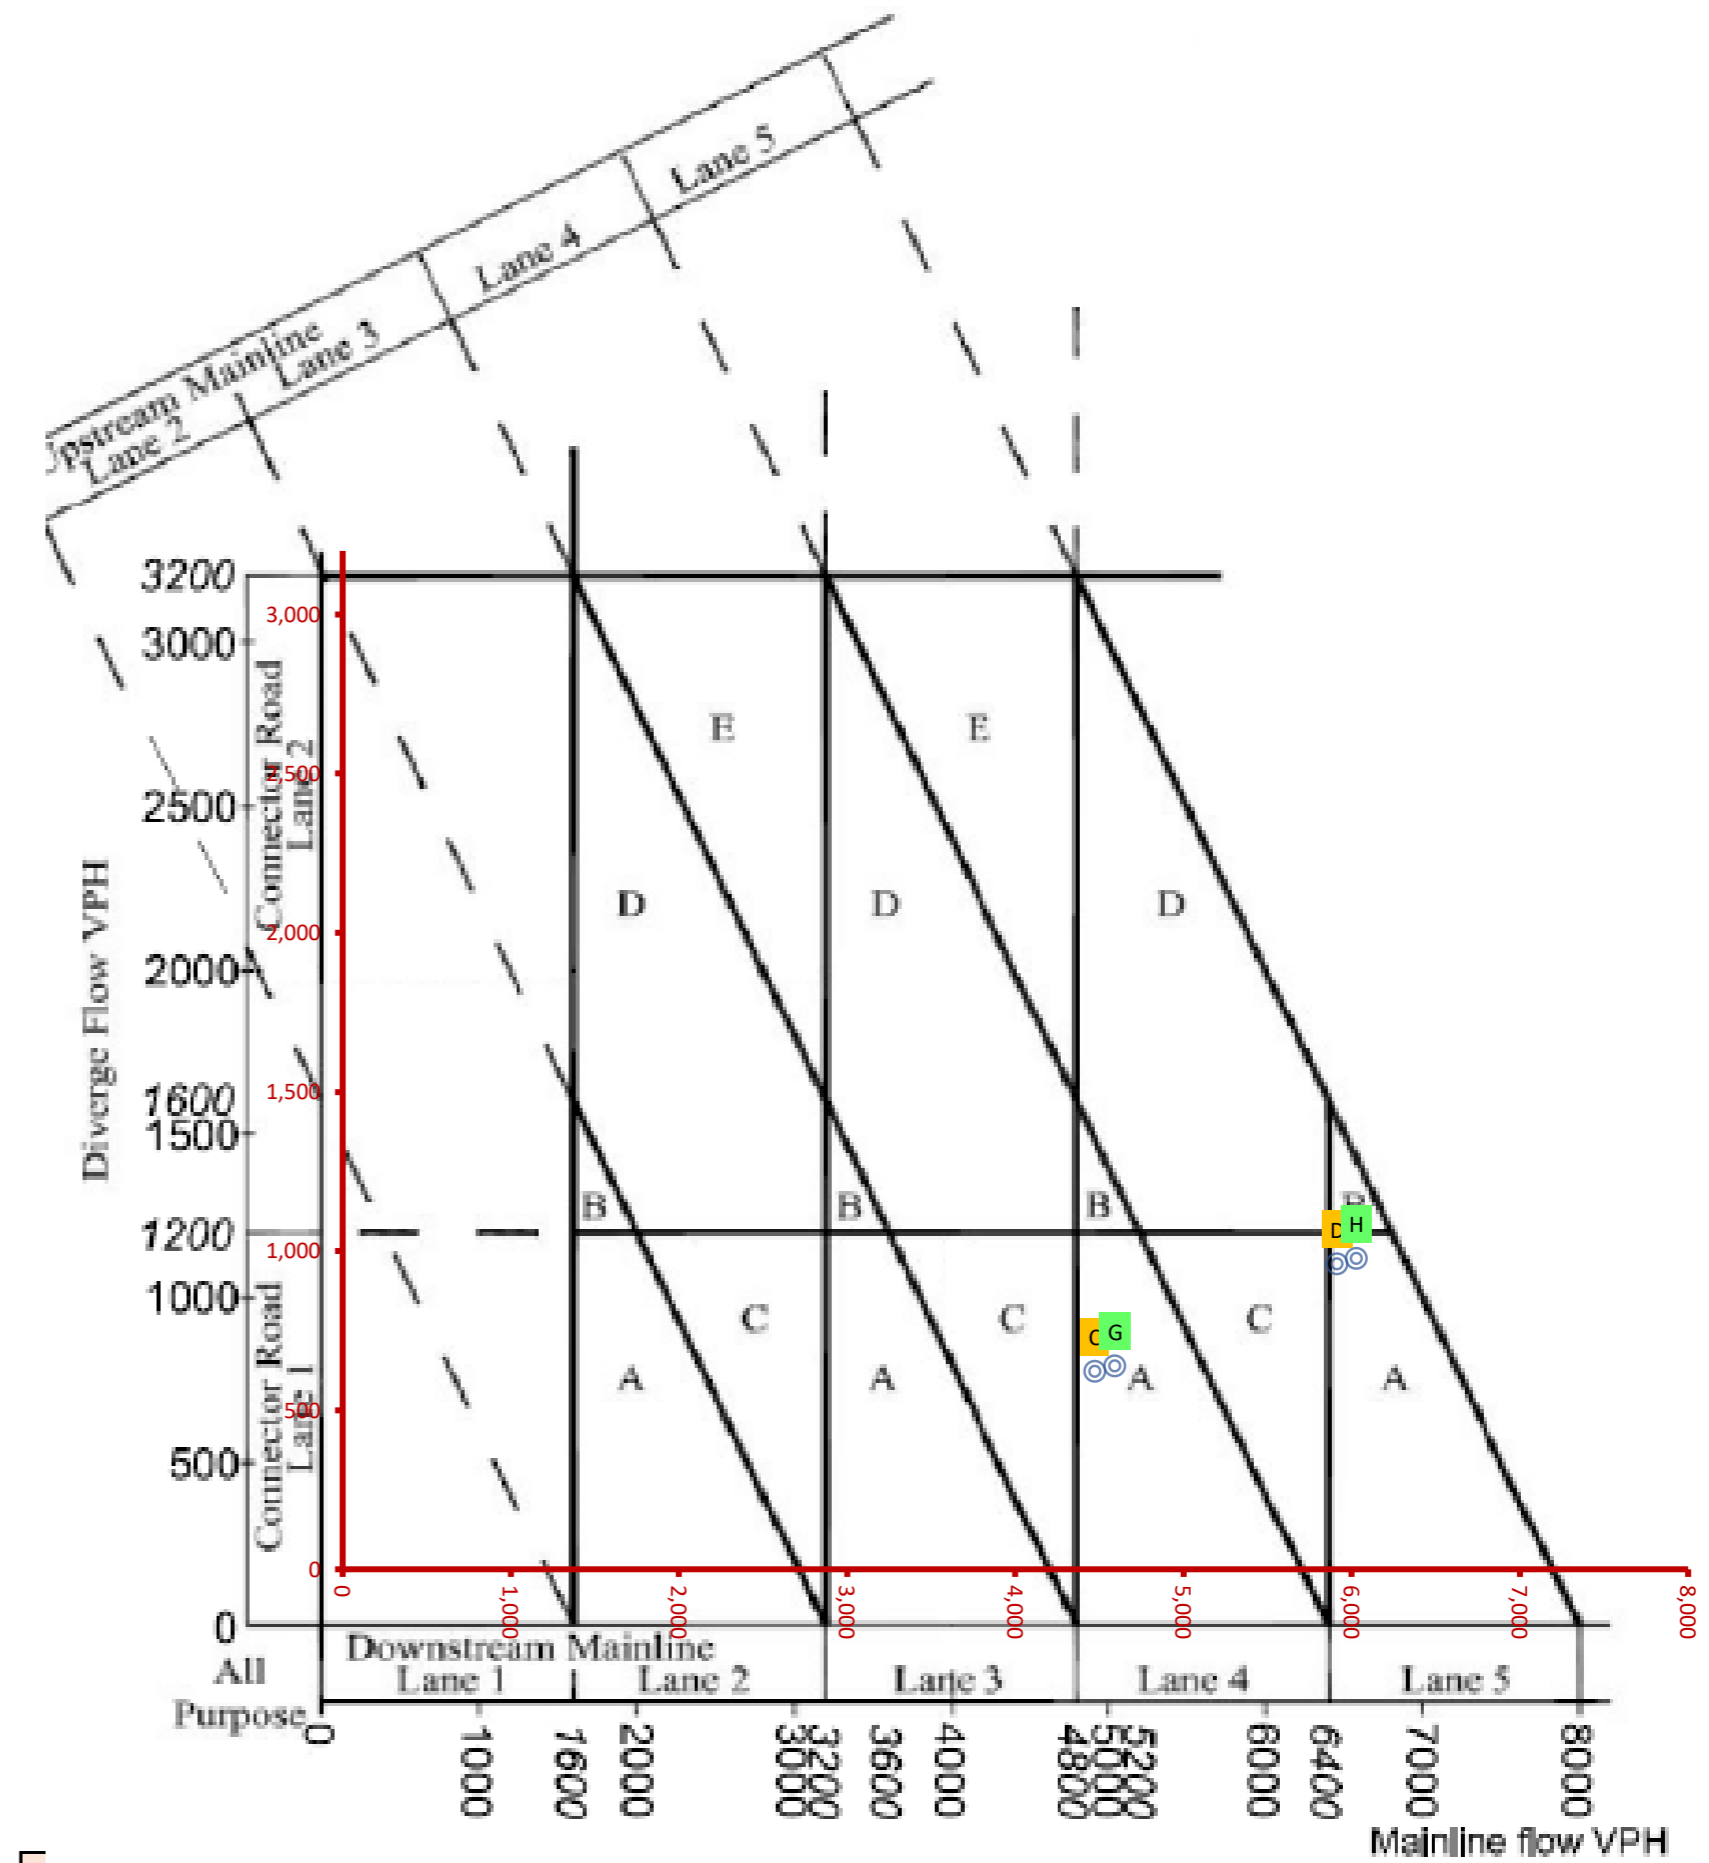 Lane 5
Lane 4
Upstream Mainline
Lane 3
Lane 2
3200
3,000
3000
E
E
Connector Road
Lane 2
2,500
2500
D
D
D
2,000
2000
Diverge Flow VPH
1600
1,500
1500
B
B
B
B
D
H
1200
1,000
1000
C
C
C
C
G
A
A
A
A
Connector Road
Lane 1
500
500
0
0
1,000
2,000
3,000
4,000
5,000
6,000
7,000
8,000
0
Downstream Mainline
All
Purpose
Lane 1
Lane 2
Lane 3
Lane 4
Lane 5
0
1000
1600
2000
3000
3200
3600
4000
4800
5000
5200
6000
6400
7000
8000
Mainline flow VPH